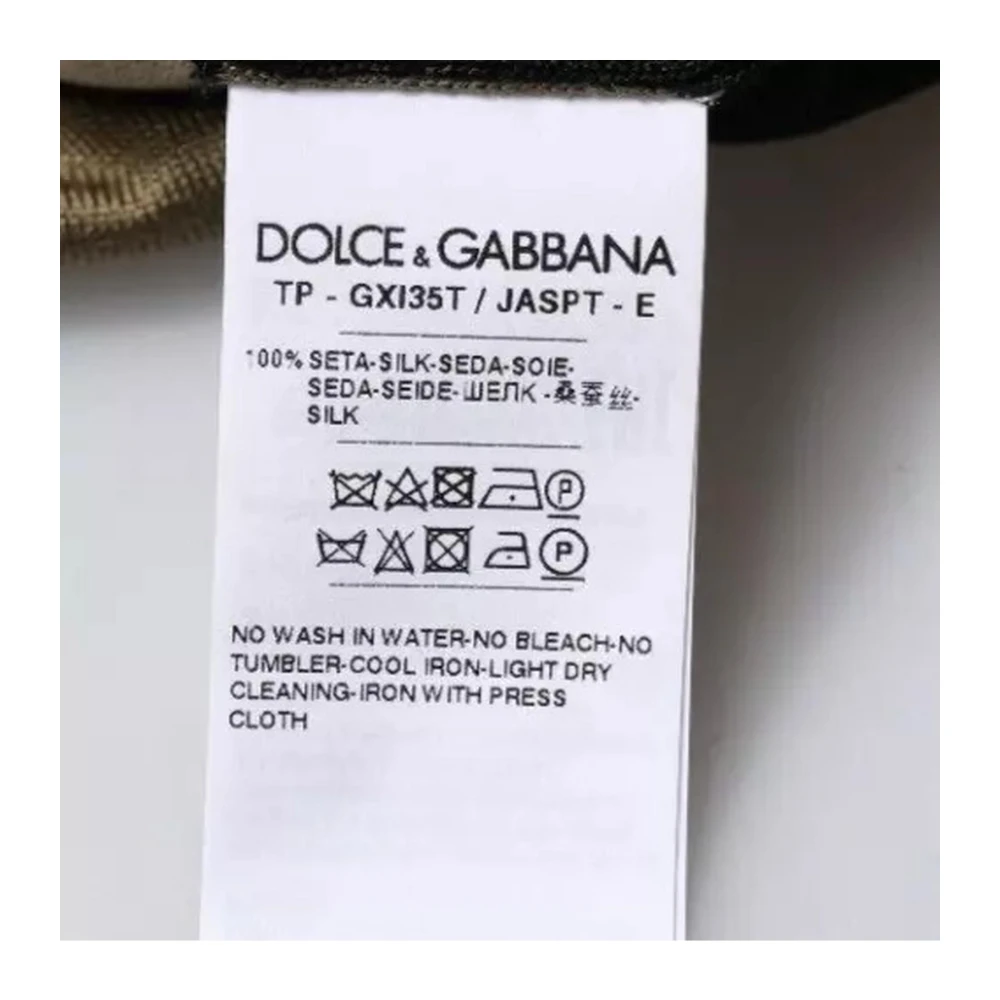 DOLCE & GABBANA
TP - GXI35T / JASPT - E
100% SETA-SILK-SEDA-SOIE-
SEDA-SEIDE-ШЕЛК -桑蚕丝-
SILK
P
P
NO WASH IN WATER-NO BLEACH-NO
TUMBLER-COOL IRON-LIGHT DRY
CLEANING-IRON WITH PRESS
CLOTH